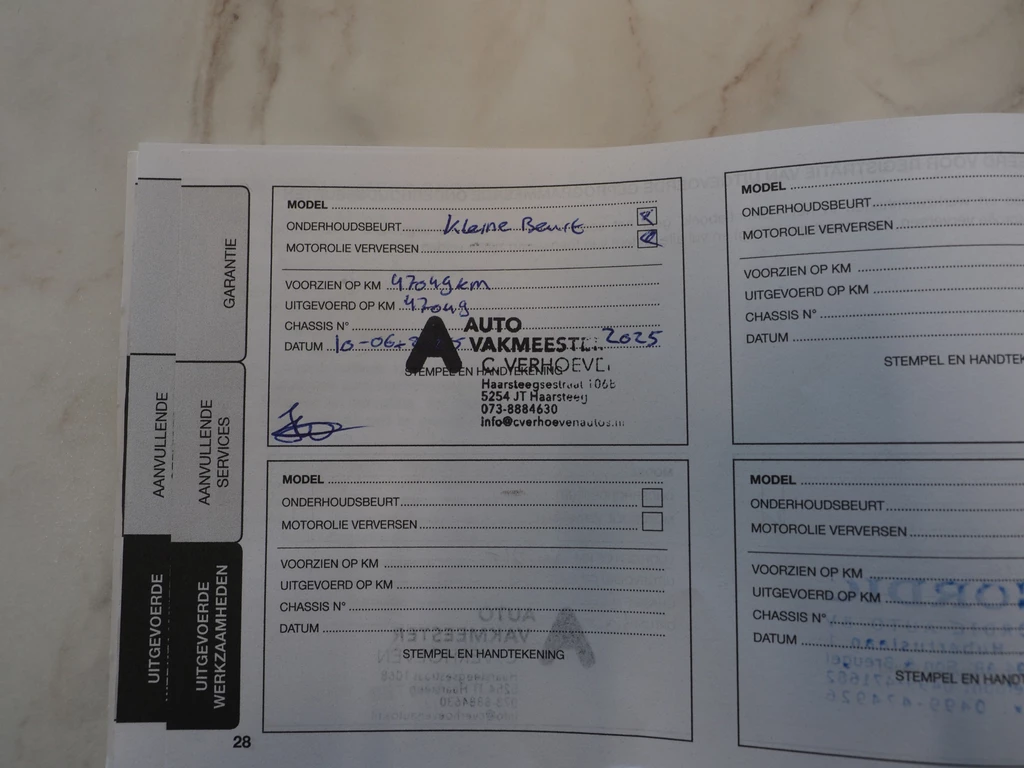 GARANTIE
AANVULLENDE
AANVULLENDE
SERVICES
UITGEVOERDE
UITGEVOERDE
WERKZAAMHEDEN
MODEL
ONDERHOUDSBEURT Kleine Beurt
MOTOROLIE VERVERSEN
VOORZIEN OP KM 47049km
UITGEVOERD OP KM 47049
CHASSIS N°
DATUM 10-06-2025 2025
STEMPEL EN HANDTEKENING
AUTO
VAKMEESTER
C. VERHOEVEN
Haarsteegsestraat 106B
5254 JT Haarsteeg
073-8884630
info@cverhoevenautos.nl
MODEL
ONDERHOUDSBEURT
MOTOROLIE VERVERSEN
VOORZIEN OP KM
UITGEVOERD OP KM
CHASSIS N°
DATUM
STEMPEL EN HANDTEKENING
28
MODEL
ONDERHOUDSBEURT
MOTOROLIE VERVERSEN
VOORZIEN OP KM
UITGEVOERD OP KM
CHASSIS N°
DATUM
STEMPEL EN HANDTEK
MODEL
ONDERHOUDSBEURT
MOTOROLIE VERVERSEN
VOORZIEN OP KM
UITGEVOERD OP KM
CHASSIS N°
DATUM
STEMPEL EN HANDT